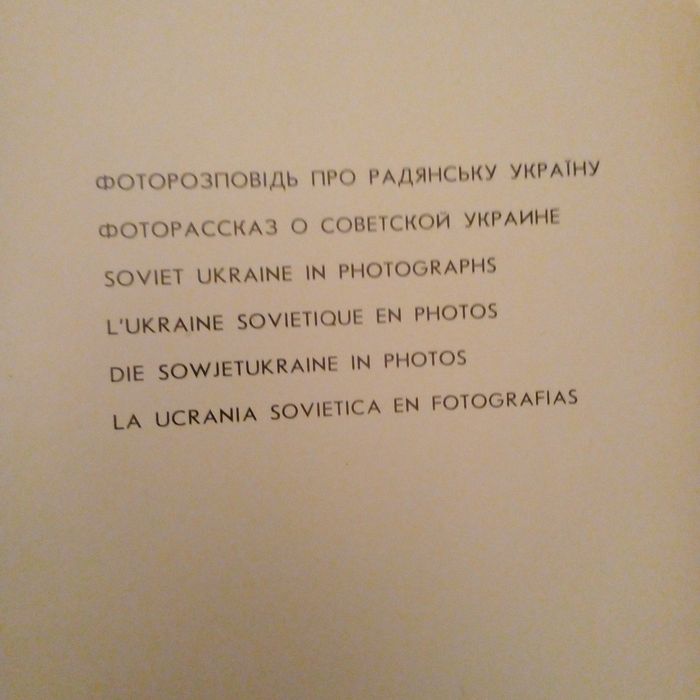 ФОТОРОЗПОВІДЬ ПРО РАДЯНСЬКУ УКРАЇНУ
ФОТОРАССКАЗ О СОВЕТСКОЙ УКРАИНЕ
SOVIET UKRAINE IN PHOTOGRAPHS
L'UKRAINE SOVIETIQUE EN PHOTOS
DIE SOWJETUKRAINE IN PHOTOS
LA UCRANIA SOVIETICA EN FOTOGRAFIAS